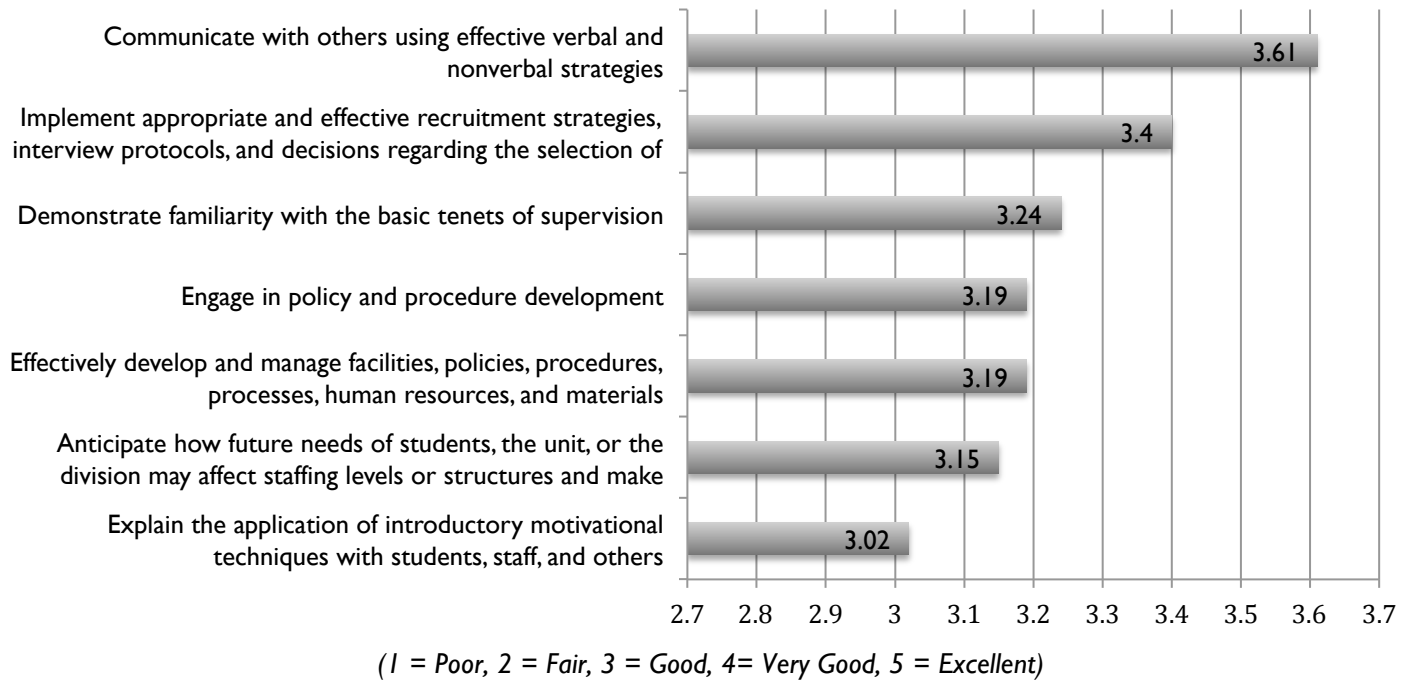 Communicate with others using effective verbal and
nonverbal strategies
3.61
Implement appropriate and effective recruitment strategies,
interview protocols, and decisions regarding the selection of
3.4
Demonstrate familiarity with the basic tenets of supervision
3.24
Engage in policy and procedure development
3.19
Effectively develop and manage facilities, policies, procedures,
processes, human resources, and materials
3.19
Anticipate how future needs of students, the unit, or the
division may affect staffing levels or structures and make
3.15
Explain the application of introductory motivational
techniques with students, staff, and others
3.02
2.7 2.8 2.9 3 3.1 3.2 3.3 3.4 3.5 3.6 3.7
(1 = Poor, 2 = Fair, 3 = Good, 4= Very Good, 5 = Excellent)